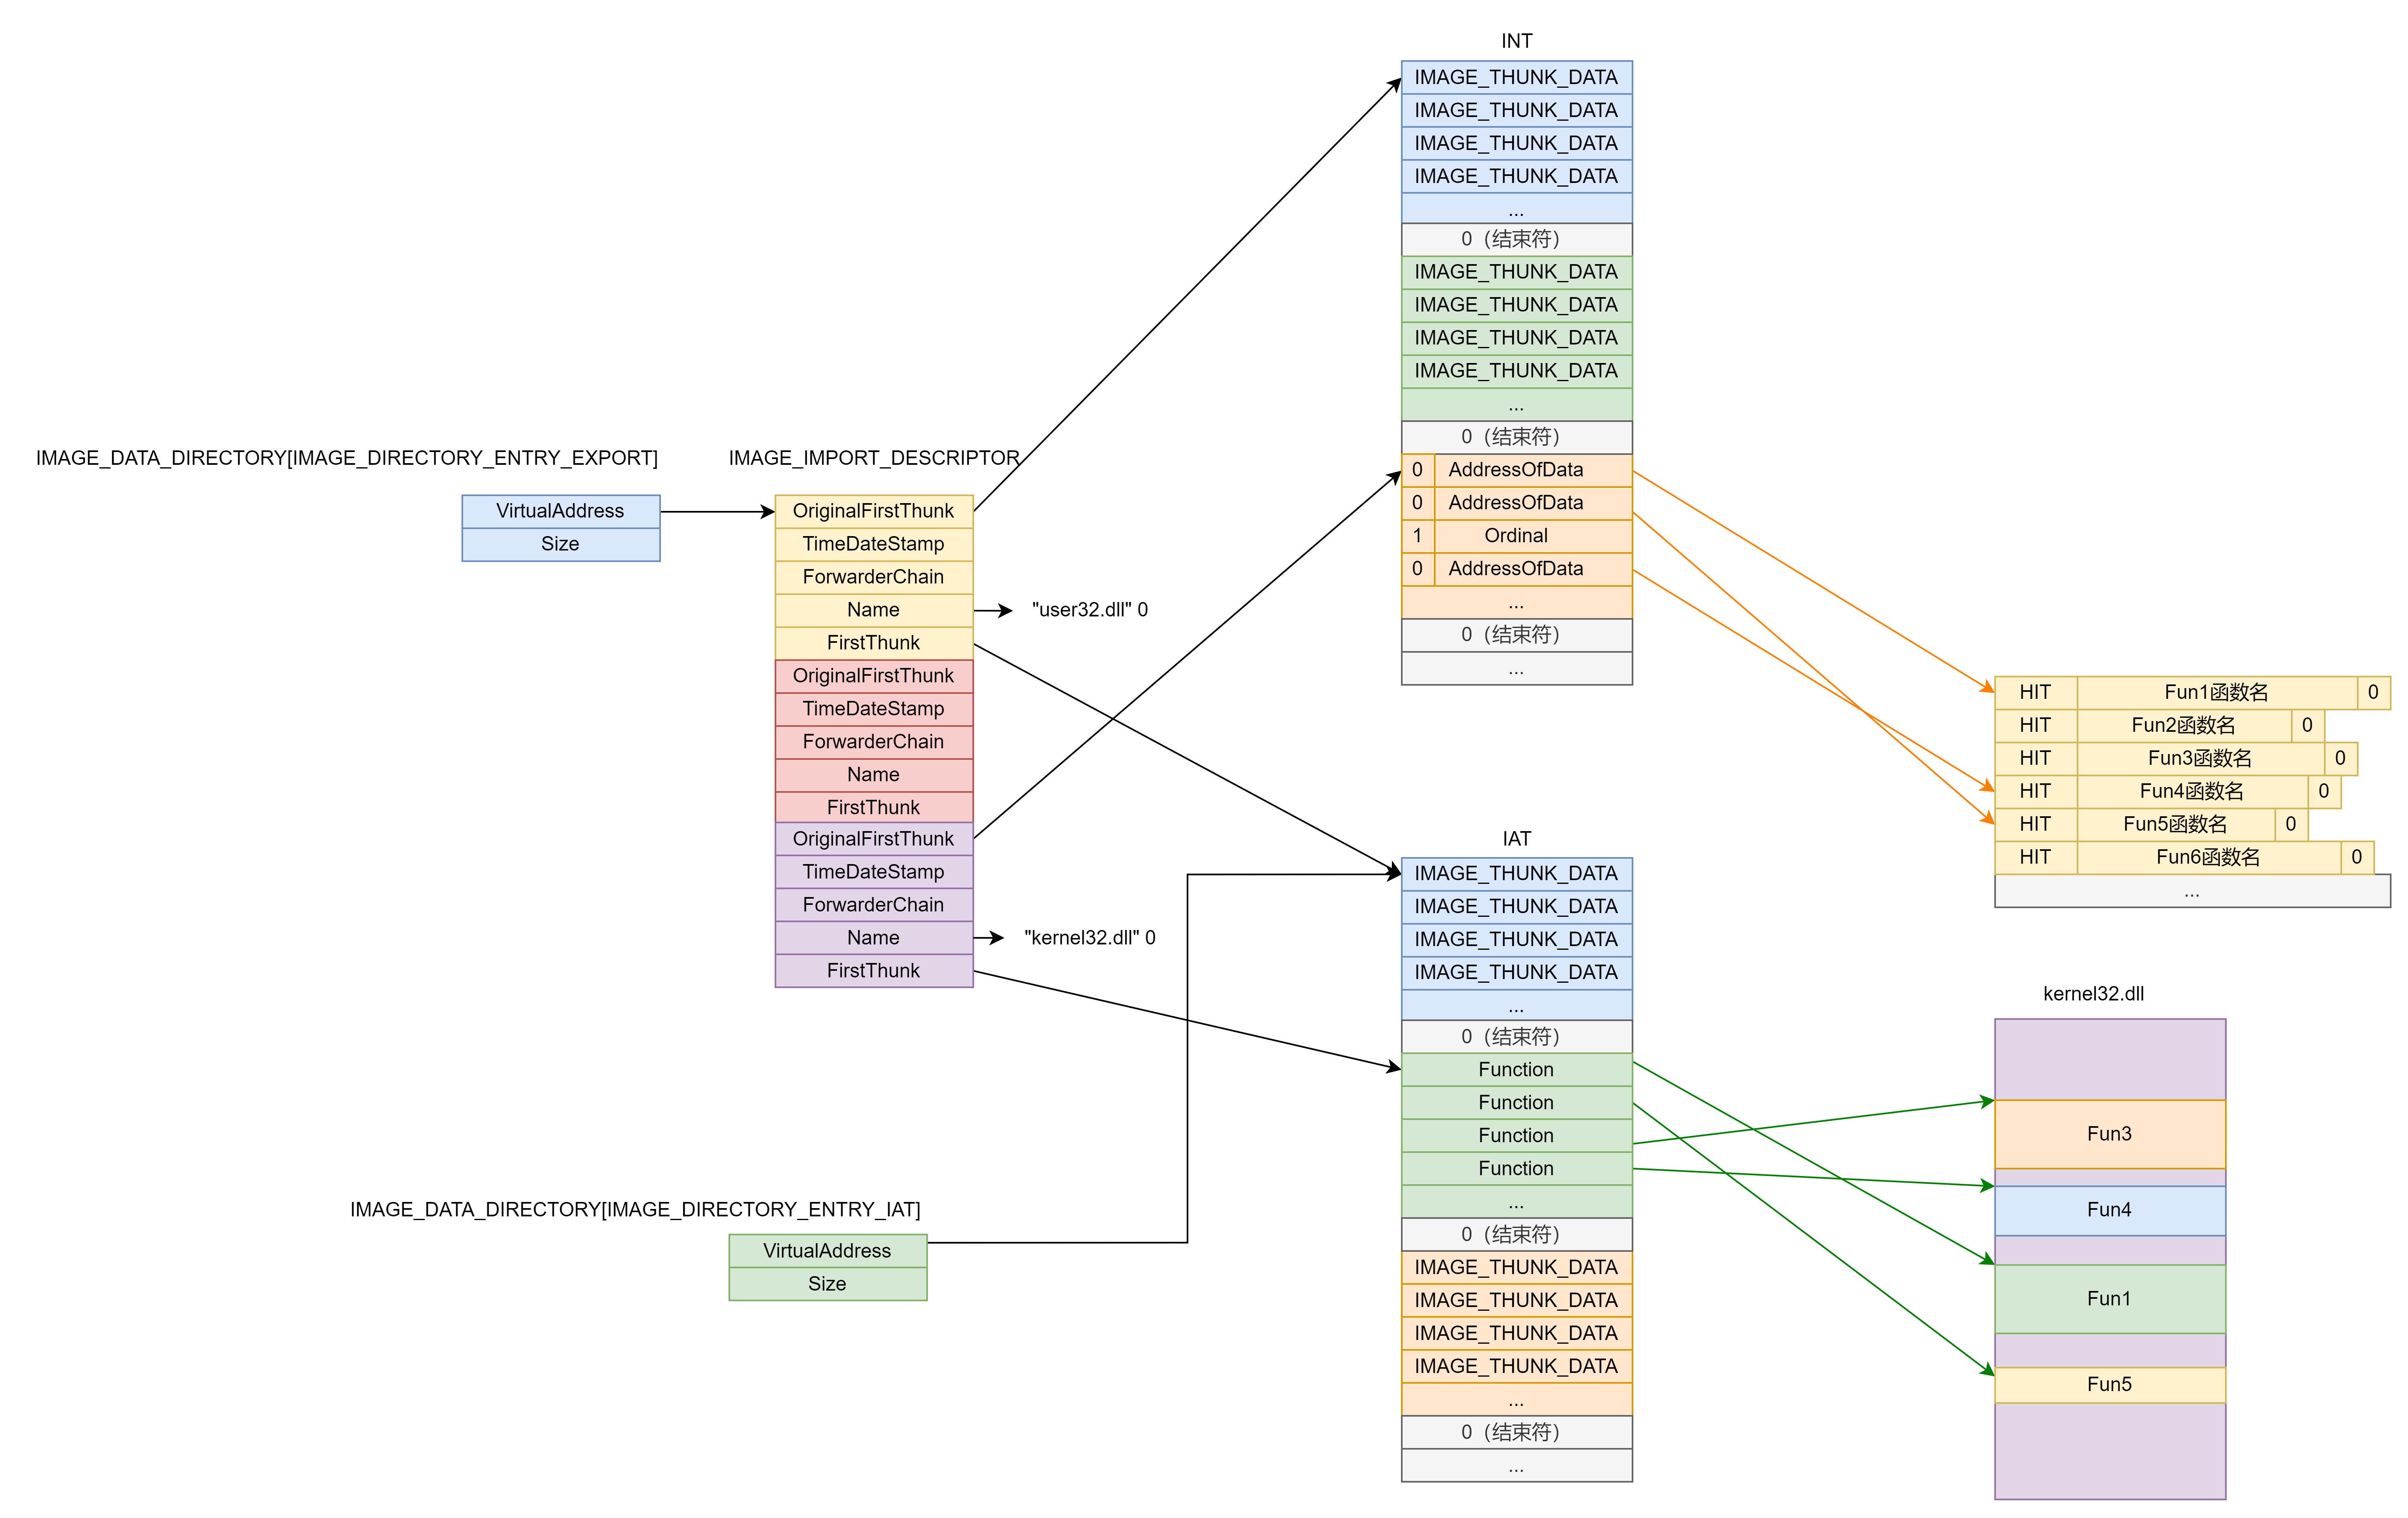 INT
IMAGE_THUNK_DATA
IMAGE_THUNK_DATA
IMAGE_THUNK_DATA
IMAGE_THUNK_DATA
...
0（结束符）
IMAGE_THUNK_DATA
IMAGE_THUNK_DATA
IMAGE_THUNK_DATA
IMAGE_THUNK_DATA
...
0（结束符）
0 AddressOfData
0 AddressOfData
1 Ordinal
0 AddressOfData
...
0（结束符）
...
IMAGE_DATA_DIRECTORY[IMAGE_DIRECTORY_ENTRY_EXPORT]
VirtualAddress
Size
IMAGE_IMPORT_DESCRIPTOR
OriginalFirstThunk
TimeDateStamp
ForwarderChain
Name
"user32.dll" 0
FirstThunk
OriginalFirstThunk
TimeDateStamp
ForwarderChain
Name
FirstThunk
OriginalFirstThunk
TimeDateStamp
ForwarderChain
Name
"kernel32.dll" 0
FirstThunk
HIT Fun1函数名 0
HIT Fun2函数名 0
HIT Fun3函数名 0
HIT Fun4函数名 0
HIT Fun5函数名 0
HIT Fun6函数名 0
...
IAT
IMAGE_THUNK_DATA
IMAGE_THUNK_DATA
IMAGE_THUNK_DATA
IMAGE_THUNK_DATA
...
0（结束符）
Function
Function
Function
Function
...
0（结束符）
IMAGE_THUNK_DATA
IMAGE_THUNK_DATA
IMAGE_THUNK_DATA
IMAGE_THUNK_DATA
...
0（结束符）
...
IMAGE_DATA_DIRECTORY[IMAGE_DIRECTORY_ENTRY_IAT]
VirtualAddress
Size
kernel32.dll
Fun3
Fun4
Fun1
Fun5